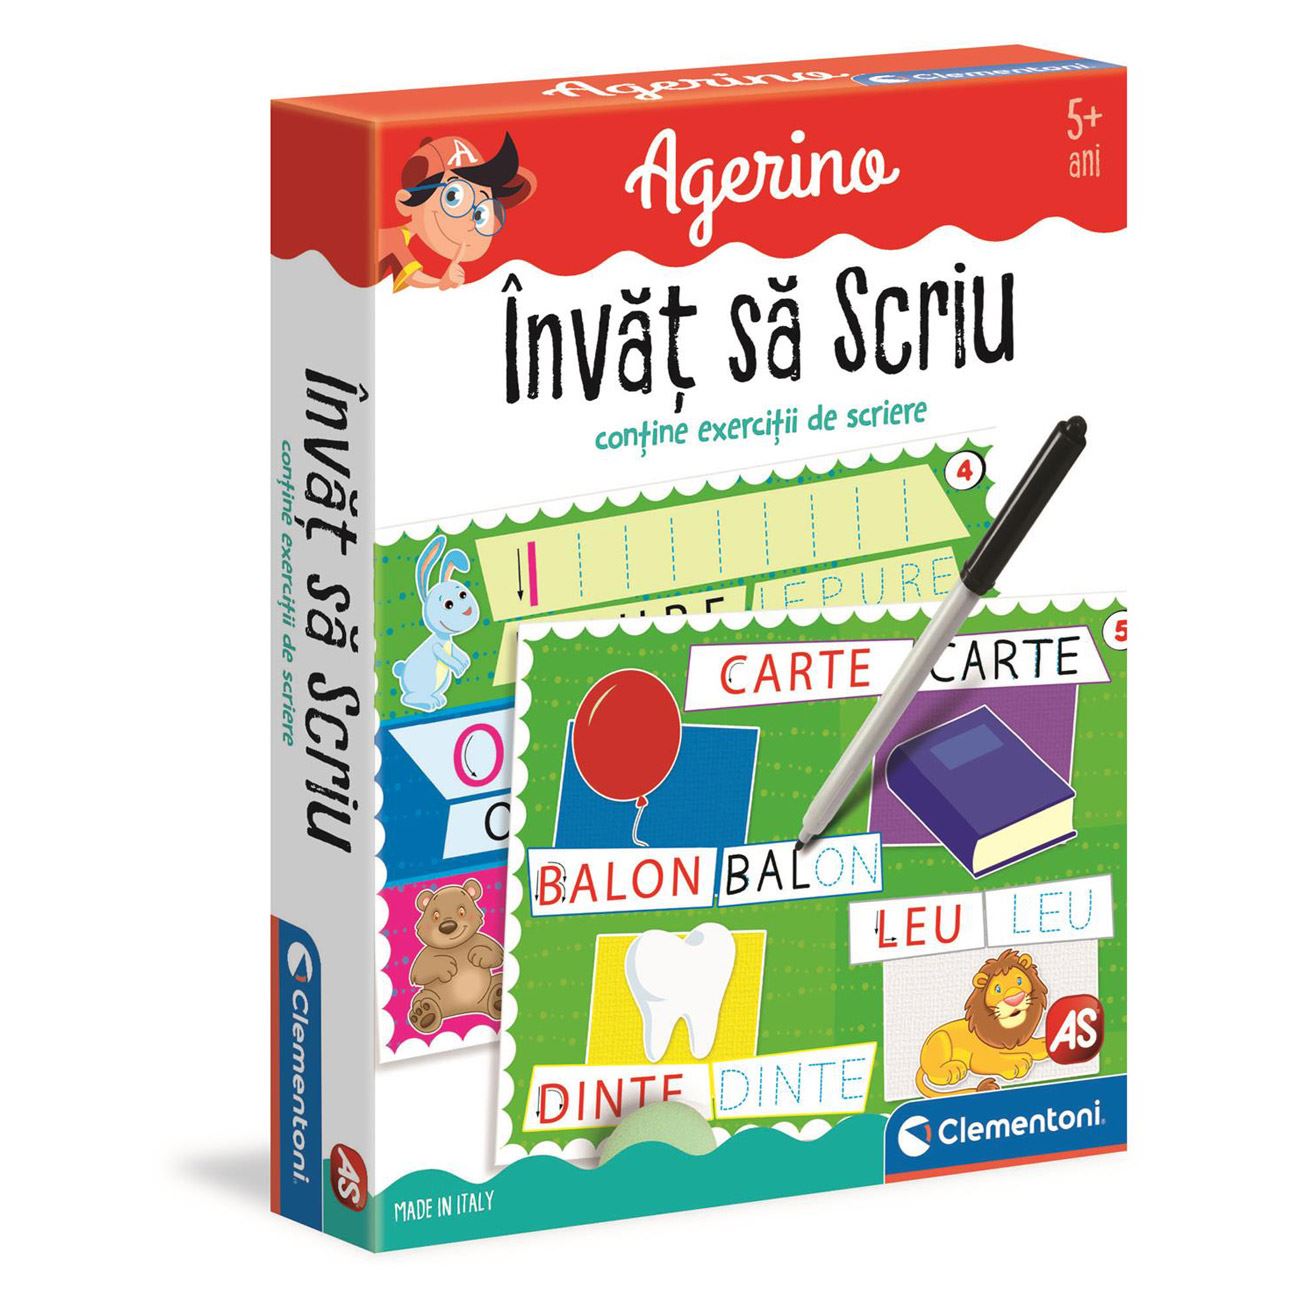 Agerino
Clementoni
Agerino
5+
ani
Învăț să Scriu
conține exerciții de scriere
4
IEPURE
5
CARTE CARTE
O
BALON BALON
LEU LEU
DINTE DINTE
AS
Clementoni
MADE IN ITALY
Învăț să Scriu
conține exerciții de scriere
Clementoni
AS